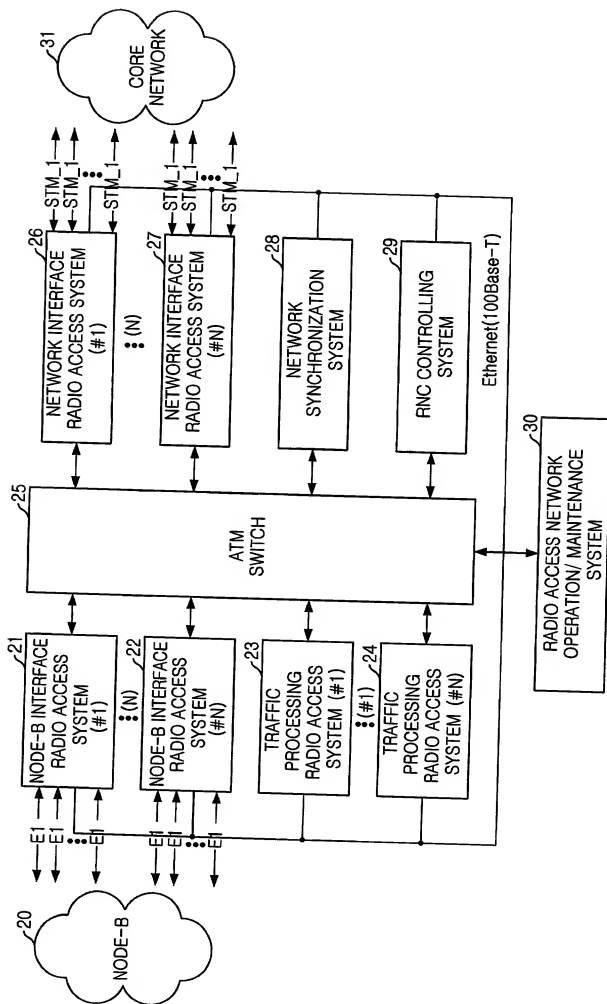 20
NODE-B
E1
E1
E1
E1
E1
E1
21
NODE-B INTERFACE
RADIO ACCESS
SYSTEM
(#1)
(N)
22
NODE-B INTERFACE
RADIO ACCESS
SYSTEM
(#N)
23
TRAFFIC
PROCESSING
RADIO ACCESS
SYSTEM (#1)
(#1)
24
TRAFFIC
PROCESSING
RADIO ACCESS
SYSTEM (#N)
25
ATM
SWITCH
26
NETWORK INTERFACE
RADIO ACCESS SYSTEM
(#1)
(N)
27
NETWORK INTERFACE
RADIO ACCESS SYSTEM
(#N)
28
NETWORK
SYNCHRONIZATION
SYSTEM
29
RNC CONTROLLING
SYSTEM
STM_1
STM_1
STM_1
STM_1
STM_1
STM_1
31
CORE
NETWORK
Ethernet(100Base-T)
30
RADIO ACCESS NETWORK
OPERATION/ MAINTENANCE
SYSTEM